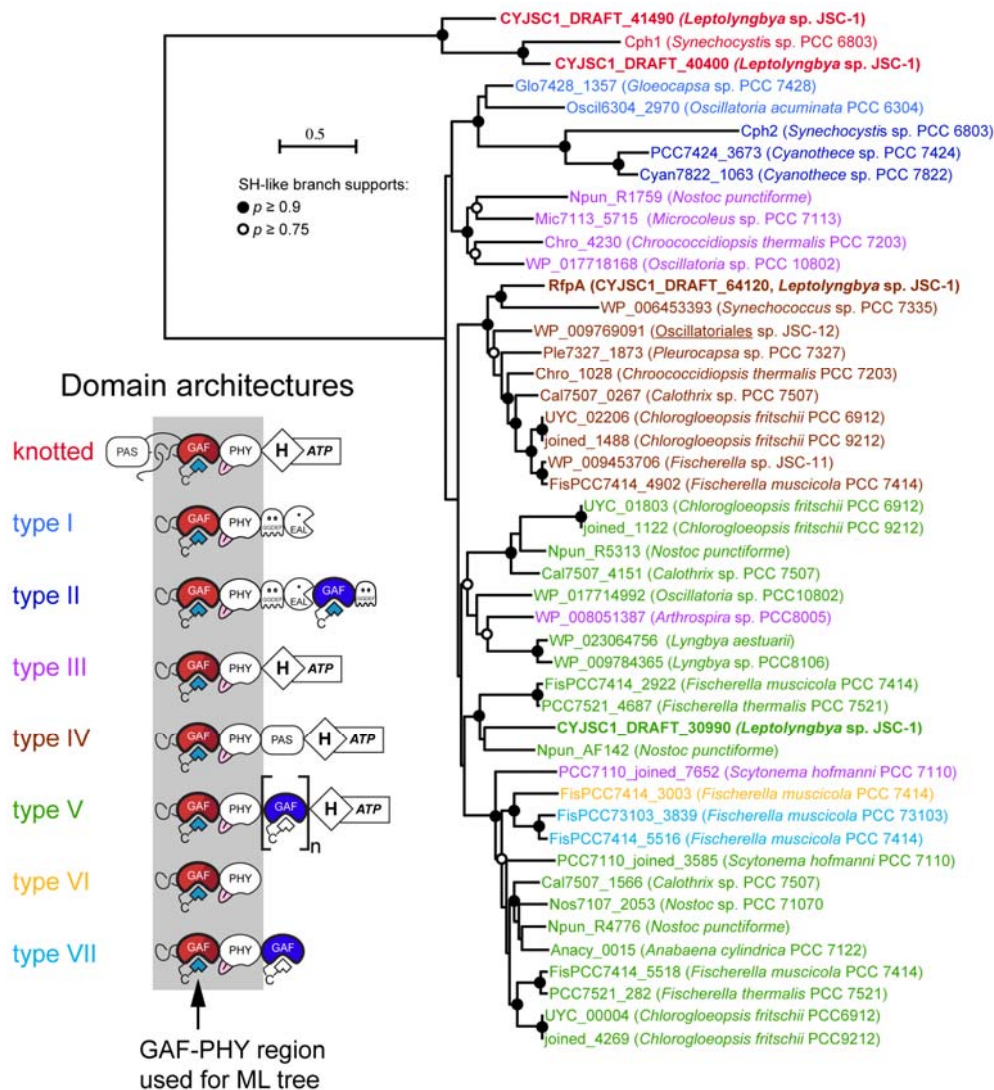 CYJSC1_DRAFT_41490 (Leptolyngbya sp. JSC-1)
Cph1 (Synechocystis sp. PCC 6803)
CYJSC1_DRAFT_40400 (Leptolyngbya sp. JSC-1)
Glo7428_1357 (Gloeocapsa sp. PCC 7428)
Oscil6304_2970 (Oscillatoria acuminata PCC 6304)
Cph2 (Synechocystis sp. PCC 6803)
PCC7424_3673 (Cyanothece sp. PCC 7424)
Cyan7822_1063 (Cyanothece sp. PCC 7822)
Npun_R1759 (Nostoc punctiforme)
Mic7113_5715 (Microcoleus sp. PCC 7113)
Chro_4230 (Chroococcidiopsis thermalis PCC 7203)
WP_017718168 (Oscillatoria sp. PCC 10802)
RfpA (CYJSC1_DRAFT_64120, Leptolyngbya sp. JSC-1)
WP_006453393 (Synechococcus sp. PCC 7335)
WP_009769091 (Oscillatoriales sp. JSC-12)
Ple7327_1873 (Pleurocapsa sp. PCC 7327)
Chro_1028 (Chroococcidiopsis thermalis PCC 7203)
Cal7507_0267 (Calothrix sp. PCC 7507)
UYC_02206 (Chlorogloeopsis fritschii PCC 6912)
joined_1488 (Chlorogloeopsis fritschii PCC 9212)
WP_009453706 (Fischerella sp. JSC-11)
FisPCC7414_4902 (Fischerella muscicola PCC 7414)
UYC_01803 (Chlorogloeopsis fritschii PCC 6912)
joined_1122 (Chlorogloeopsis fritschii PCC 9212)
Npun_R5313 (Nostoc punctiforme)
Cal7507_4151 (Calothrix sp. PCC 7507)
WP_017714992 (Oscillatoria sp. PCC10802)
WP_008051387 (Arthrospira sp. PCC8005)
WP_023064756 (Lyngbya aestuarii)
WP_009784365 (Lyngbya sp. PCC8106)
FisPCC7414_2922 (Fischerella muscicola PCC 7414)
PCC7521_4687 (Fischerella thermalis PCC 7521)
CYJSC1_DRAFT_30990 (Leptolyngbya sp. JSC-1)
Npun_AF142 (Nostoc punctiforme)
PCC7110_joined_7652 (Scytonema hofmanni PCC 7110)
FisPCC7414_3003 (Fischerella muscicola PCC 7414)
FisPCC73103_3839 (Fischerella muscicola PCC 73103)
FisPCC7414_5516 (Fischerella muscicola PCC 7414)
PCC7110_joined_3585 (Scytonema hofmanni PCC 7110)
Cal7507_1566 (Calothrix PCC 7507)
Nos7107_2053 (Nostoc sp. PCC 71070
Npun_R4776 (Nostoc punctiforme)
Anacy_0015 (Anabaena cylindrica PCC 7122)
FisPCC7414_5518 (Fischerella muscicola PCC 7414)
PCC7521_282 (Fischerella thermalis PCC 7521)
UYC_00004 (Chlorogloeopsis fritschii PCC6912)
joined_4269 (Chlorogloeopsis fritschii PCC9212)
0.5
SH-like branch supports:
p ≥ 0.9
p ≥ 0.75
Domain architectures
knotted PAS GAF C PHY H ATP
type I GAF C PHY GGDEF EAL
type II GAF C PHY GGDEF EAL GAF C GGDEF
type III GAF C PHY H ATP
type IV GAF C PHY PAS H ATP
type V GAF C PHY GAF C n H ATP
type VI GAF C PHY
type VII GAF C PHY GAF C
GAF-PHY region
used for ML tree